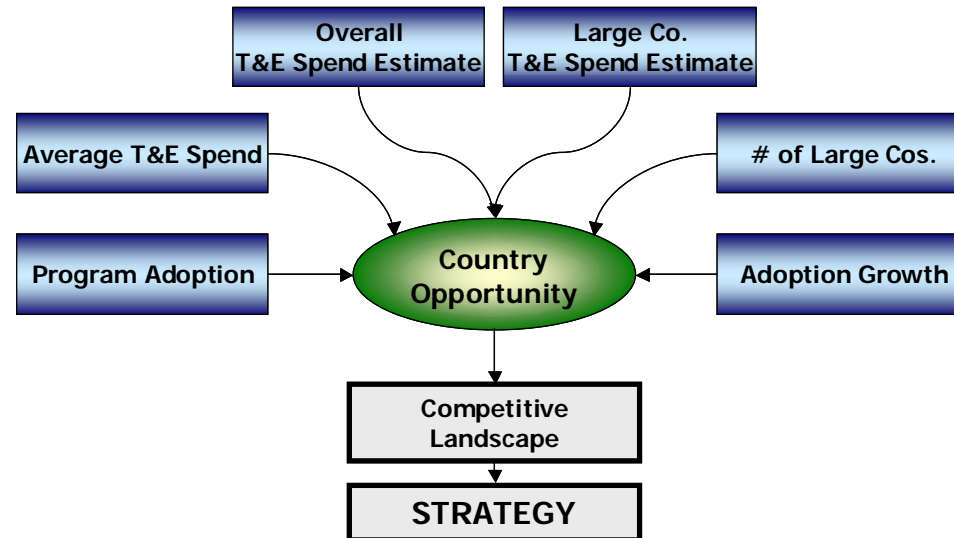 Overall
T&E Spend Estimate
Large Co.
T&E Spend Estimate
Average T&E Spend
# of Large Cos.
Program Adoption
Country
Opportunity
Adoption Growth
Competitive
Landscape
STRATEGY